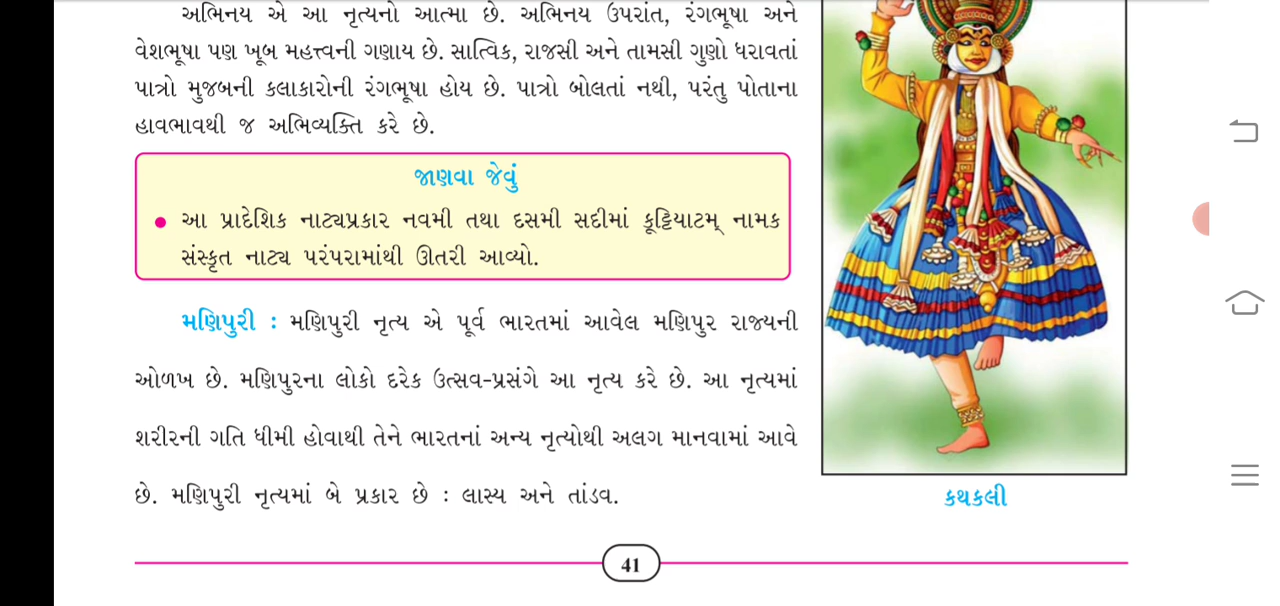 અભિનય એ આ નૃત્યનો આત્મા છે. અભિનય ઉપરાંત, રંગભૂષા અને
વેશભૂષા પણ ખૂબ મહત્ત્વની ગણાય છે. સાત્વિક, રાજસી અને તામસી ગુણો ધરાવતાં
પાત્રો મુજબની કલાકારોની રંગભૂષા હોય છે. પાત્રો બોલતાં નથી, પરંતુ પોતાના
હાવભાવથી જ અભિવ્યક્તિ કરે છે.
જાણવા જેવું
● આ પ્રાદેશિક નાટ્યપ્રકાર નવમી તથા દસમી સદીમાં કૂટ્ટિયાટમ્ નામક
સંસ્કૃત નાટ્ય પરંપરામાંથી ઊતરી આવ્યો.
મણિપુરી : મણિપુરી નૃત્ય એ પૂર્વ ભારતમાં આવેલ મણિપુર રાજ્યની
ઓળખ છે. મણિપુરના લોકો દરેક ઉત્સવ-પ્રસંગે આ નૃત્ય કરે છે. આ નૃત્યમાં
શરીરની ગતિ ધીમી હોવાથી તેને ભારતનાં અન્ય નૃત્યોથી અલગ માનવામાં આવે
છે. મણિપુરી નૃત્યમાં બે પ્રકાર છે : લાસ્ય અને તાંડવ.
કથકલી
41